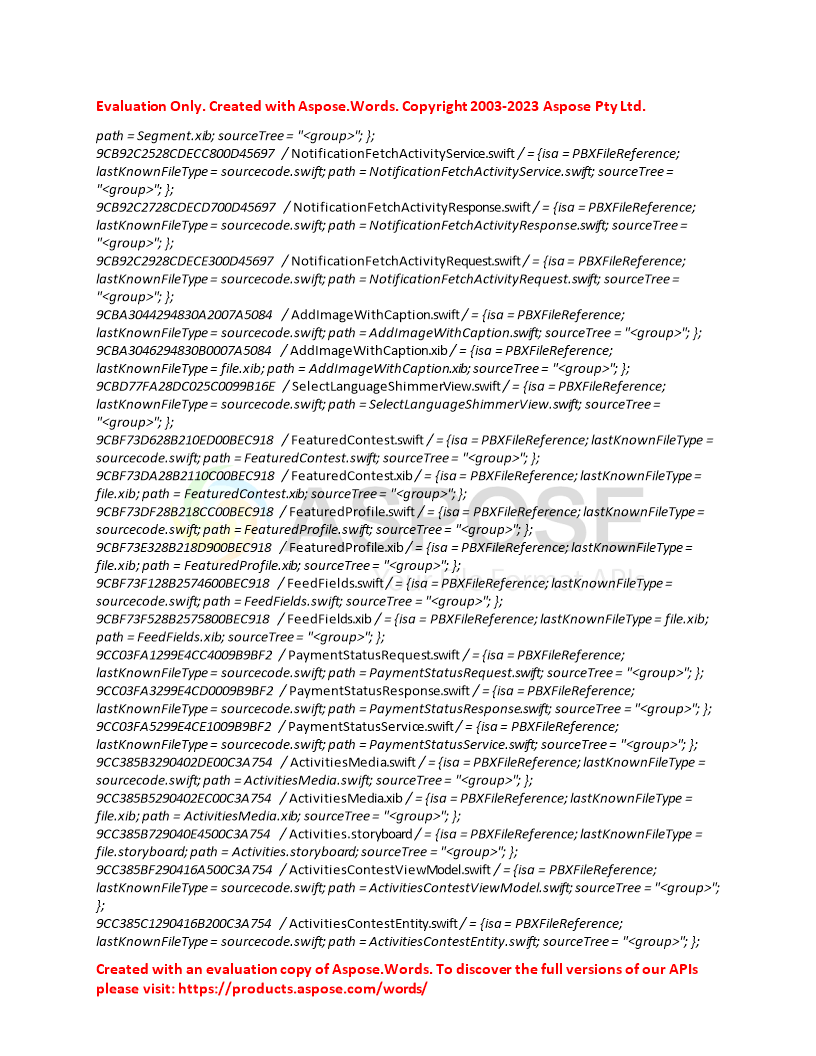 Evaluation Only. Created with Aspose.Words. Copyright 2003-2023 Aspose Pty Ltd.
path = Segment.xib; sourceTree = "<group>"; };
9CB92C2528CDECC800D45697 / NotificationFetchActivityService.swift / = {isa = PBXFileReference;
lastKnownFileType = sourcecode.swift; path = NotificationFetchActivityService.swift; sourceTree =
"<group>"; };
9CB92C2728CDECD700D45697 / NotificationFetchActivityResponse.swift / = {isa = PBXFileReference;
lastKnownFileType = sourcecode.swift; path = NotificationFetchActivityResponse.swift; sourceTree =
"<group>"; };
9CB92C2928CDECE300D45697 / NotificationFetchActivityRequest.swift / = {isa = PBXFileReference;
lastKnownFileType = sourcecode.swift; path = NotificationFetchActivityRequest.swift; sourceTree =
"<group>"; };
9CBA3044294830A2007A5084 / AddImageWithCaption.swift / = {isa = PBXFileReference;
lastKnownFileType = sourcecode.swift; path = AddImageWithCaption.swift; sourceTree = "<group>"; };
9CBA3046294830B0007A5084 / AddImageWithCaption.xib / = {isa = PBXFileReference;
lastKnownFileType = file.xib; path = AddImageWithCaption.xib; sourceTree = "<group>"; };
9CBD77FA28DC025C0099B16E / SelectLanguageShimmerView.swift / = {isa = PBXFileReference;
lastKnownFileType = sourcecode.swift; path = SelectLanguageShimmerView.swift; sourceTree =
"<group>"; };
9CBF73D628B210ED00BEC918 / FeaturedContest.swift / = {isa = PBXFileReference; lastKnownFileType =
sourcecode.swift; path = FeaturedContest.swift; sourceTree = "<group>"; };
9CBF73DA28B2110C00BEC918 / FeaturedContest.xib / = {isa = PBXFileReference; lastKnownFileType =
file.xib; path = FeaturedContest.xib; sourceTree = "<group>"; };
9CBF73DF28B218CC00BEC918 / FeaturedProfile.swift / = {isa = PBXFileReference; lastKnownFileType =
sourcecode.swift; path = FeaturedProfile.swift; sourceTree = "<group>"; };
9CBF73E328B218D900BEC918 / FeaturedProfile.xib / = {isa = PBXFileReference; lastKnownFileType =
file.xib; path = FeaturedProfile.xib; sourceTree = "<group>"; };
9CBF73F128B2574600BEC918 / FeedFields.swift / = {isa = PBXFileReference; lastKnownFileType =
sourcecode.swift; path = FeedFields.swift; sourceTree = "<group>"; };
9CBF73F528B2575800BEC918 / FeedFields.xib / = {isa = PBXFileReference; lastKnownFileType = file.xib;
path = FeedFields.xib; sourceTree = "<group>"; };
9CC03FA1299E4CC4009B9BF2 / PaymentStatusRequest.swift / = {isa = PBXFileReference;
lastKnownFileType = sourcecode.swift; path = PaymentStatusRequest.swift; sourceTree = "<group>"; };
9CC03FA3299E4CD0009B9BF2 / PaymentStatusResponse.swift / = {isa = PBXFileReference;
lastKnownFileType = sourcecode.swift; path = PaymentStatusResponse.swift; sourceTree = "<group>"; };
9CC03FA5299E4CE1009B9BF2 / PaymentStatusService.swift / = {isa = PBXFileReference;
lastKnownFileType = sourcecode.swift; path = PaymentStatusService.swift; sourceTree = "<group>"; };
9CC385B3290402DE00C3A754 / ActivitiesMedia.swift / = {isa = PBXFileReference; lastKnownFileType =
sourcecode.swift; path = ActivitiesMedia.swift; sourceTree = "<group>"; };
9CC385B5290402EC00C3A754 / ActivitiesMedia.xib / = {isa = PBXFileReference; lastKnownFileType =
file.xib; path = ActivitiesMedia.xib; sourceTree = "<group>"; };
9CC385B729040E4500C3A754 / Activities.storyboard / = {isa = PBXFileReference; lastKnownFileType =
file.storyboard; path = Activities.storyboard; sourceTree = "<group>"; };
9CC385BF290416A500C3A754 / ActivitiesContestViewModel.swift / = {isa = PBXFileReference;
lastKnownFileType = sourcecode.swift; path = ActivitiesContestViewModel.swift; sourceTree = "<group>";
};
9CC385C1290416B200C3A754 / ActivitiesContestEntity.swift / = {isa = PBXFileReference;
lastKnownFileType = sourcecode.swift; path = ActivitiesContestEntity.swift; sourceTree = "<group>"; };
Created with an evaluation copy of Aspose.Words. To discover the full versions of our APIs
please visit: https://products.aspose.com/words/
ASPOSE
Your File Format APIs